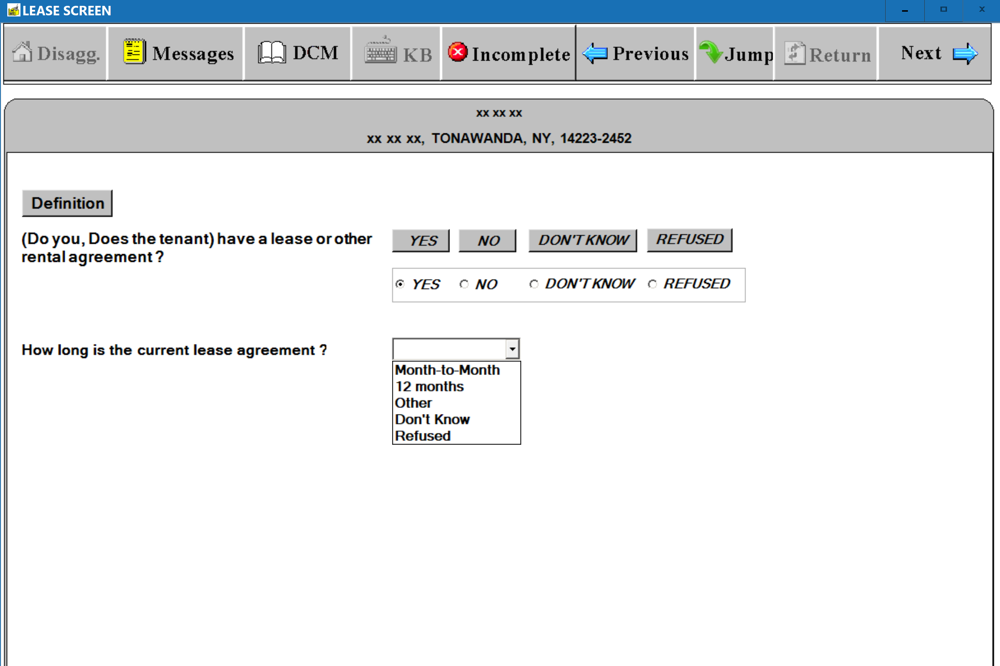 LEASE SCREEN
Disagg. Messages DCM KB Incomplete Previous Jump Return Next
xx xx xx
xx xx xx, TONAWANDA, NY, 14223-2452
Definition
(Do you, Does the tenant) have a lease or other
rental agreement ?
YES NO DON'T KNOW REFUSED
YES NO DON'T KNOW REFUSED
How long is the current lease agreement ?
Month-to-Month
12 months
Other
Don't Know
Refused